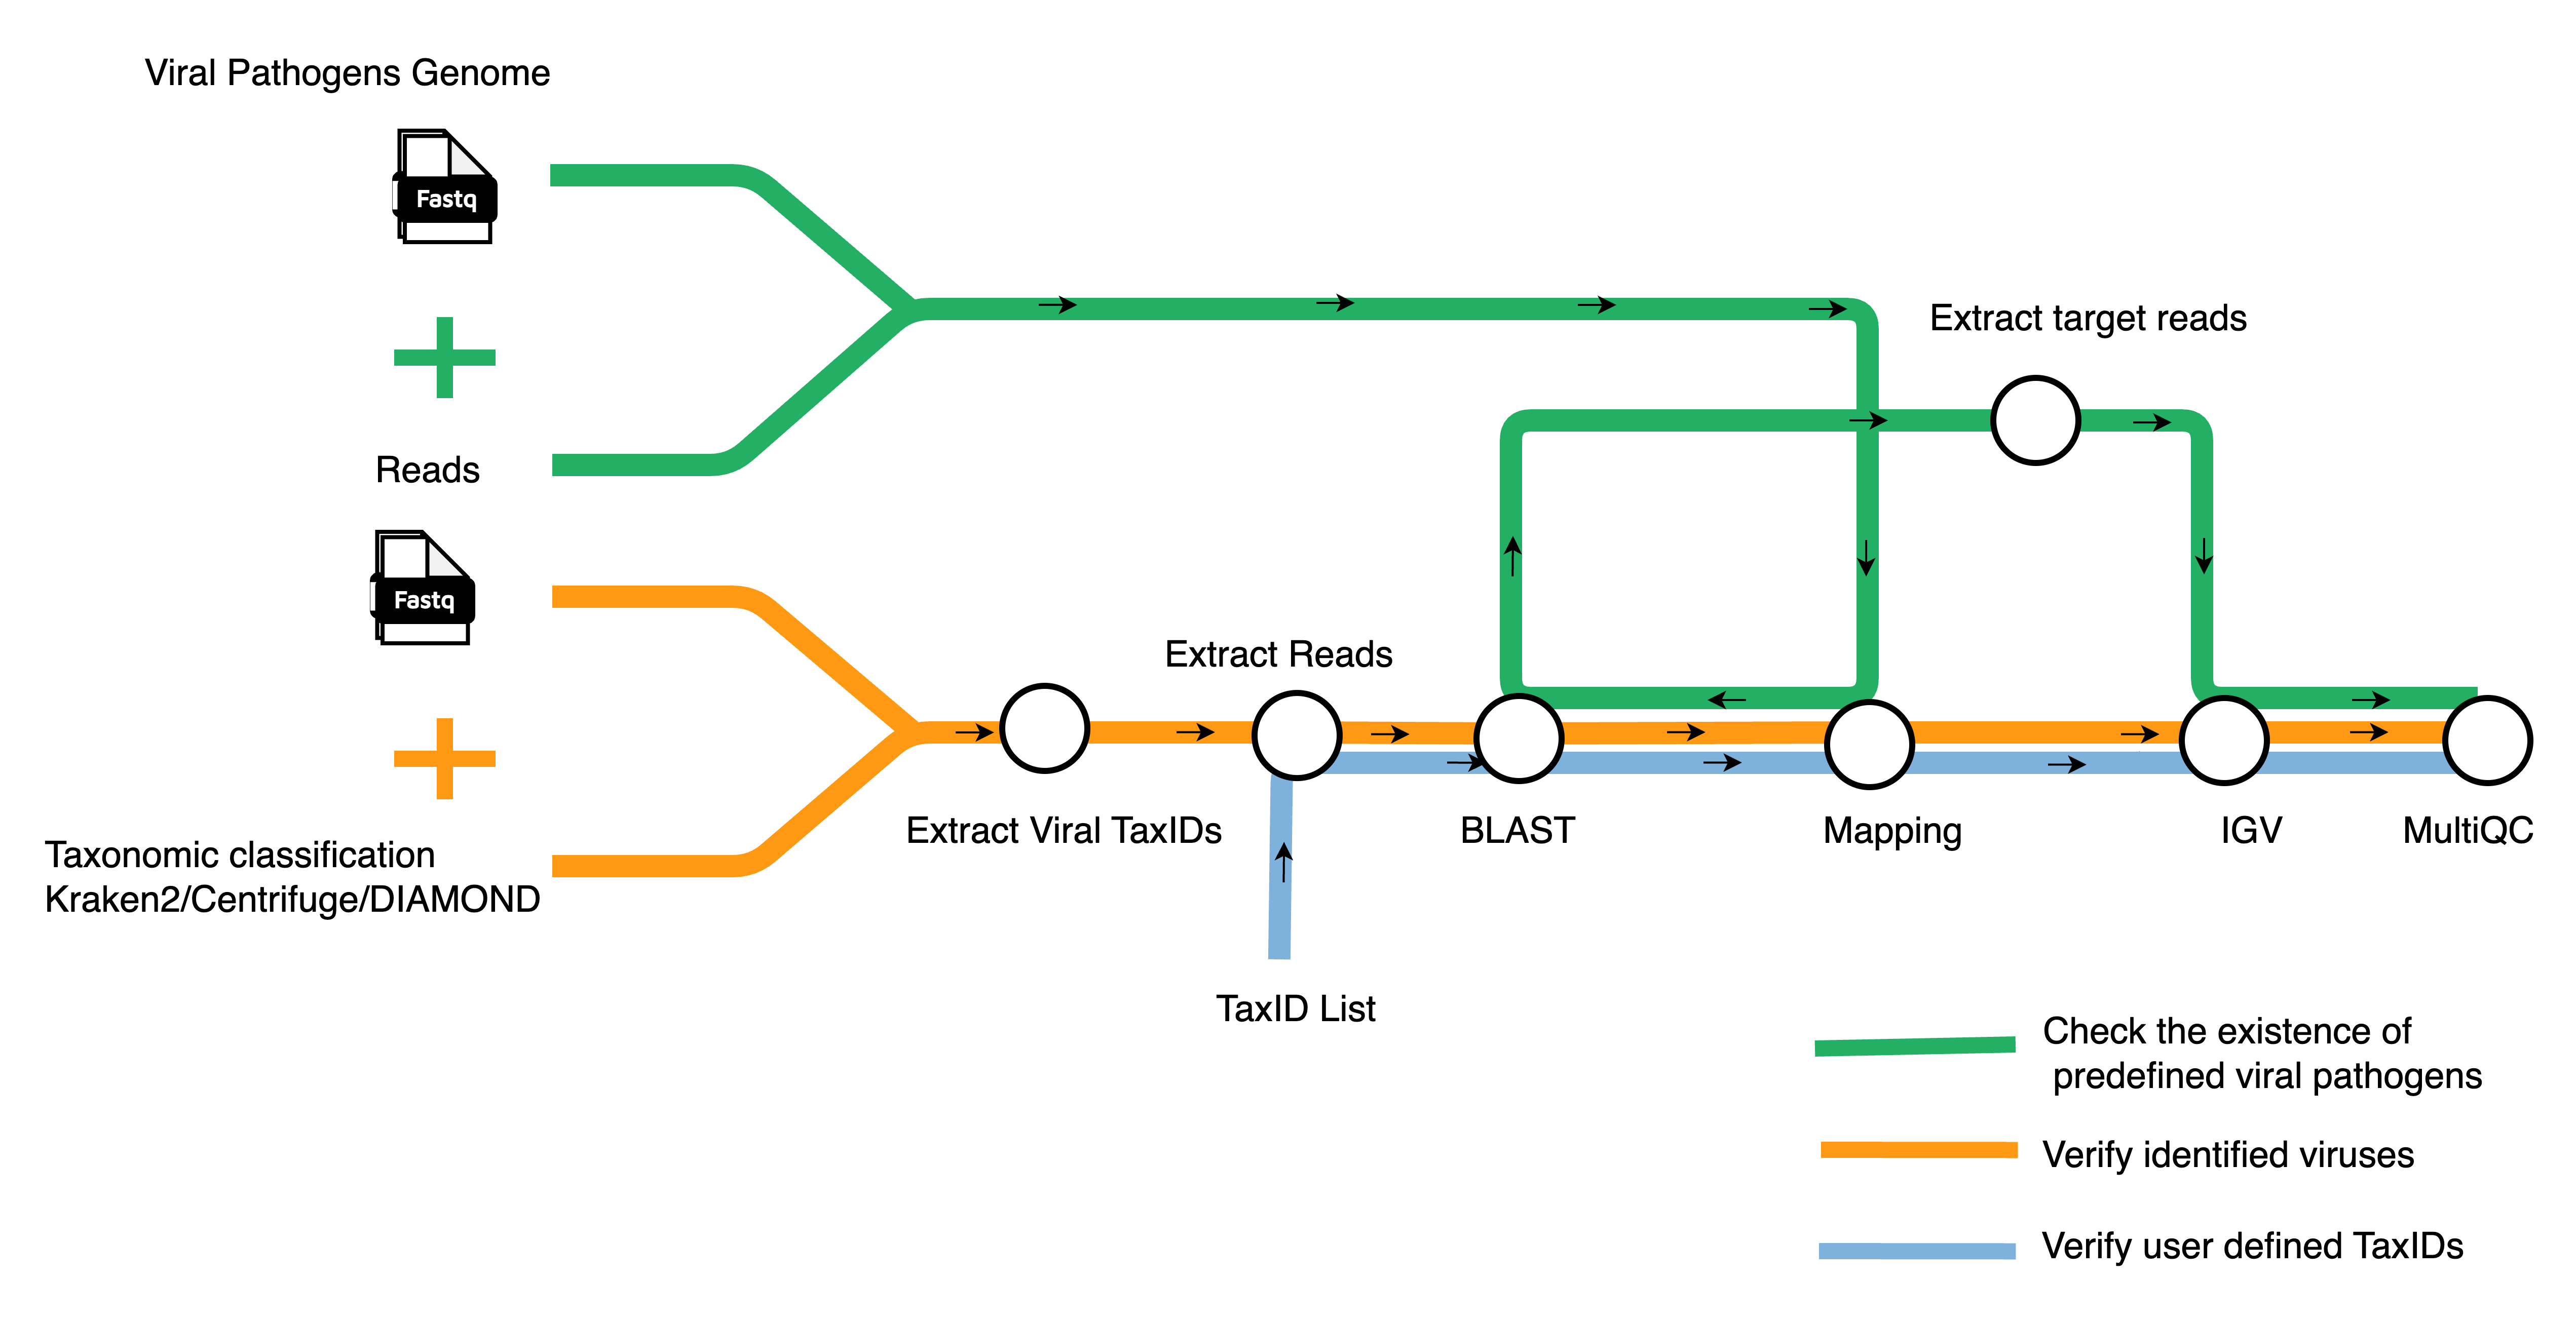 Viral Pathogens Genome
Fastq
Reads
Fastq
Taxonomic classification
Kraken2/Centrifuge/DIAMOND
Extract Viral TaxIDs
Extract Reads
TaxID List
BLAST
Mapping
Extract target reads
IGV
MultiQC
Check the existence of
predefined viral pathogens
Verify identified viruses
Verify user defined TaxIDs